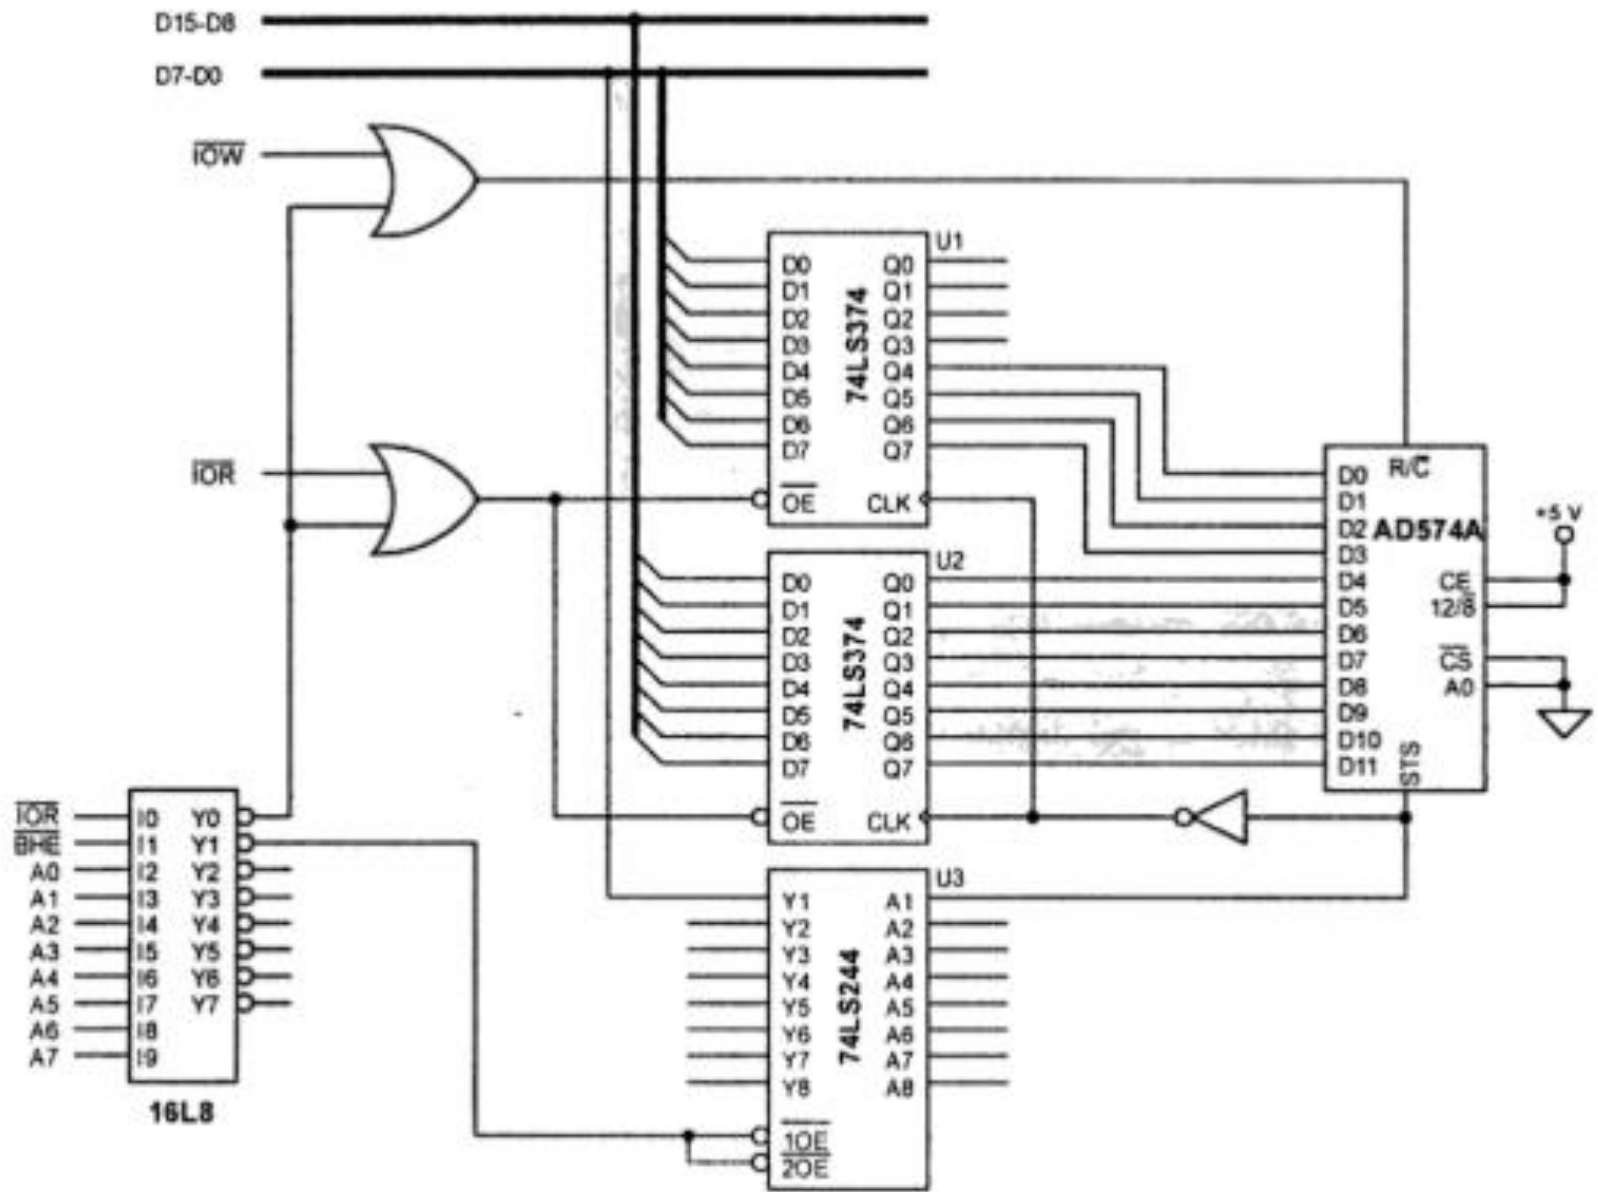 D15-D8
D7-D0
IOW
IOR
U1
74LS374
D0 Q0
D1 Q1
D2 Q2
D3 Q3
D4 Q4
D5 Q5
D6 Q6
D7 Q7
OE CLK
U2
74LS374
D0 Q0
D1 Q1
D2 Q2
D3 Q3
D4 Q4
D5 Q5
D6 Q6
D7 Q7
OE CLK
R/C
AD574A
D0
D1
D2
D3
D4
D5
D6
D7
D8
D9
D10
D11
CE
12/8
CS
A0
STS
+5 V
IOR I0 Y0
BHE I1 Y1
A0 I2 Y2
A1 I3 Y3
A2 I4 Y4
A3 I5 Y5
A4 I6 Y6
A5 I7 Y7
A6 I8
A7 I9
16L8
U3
74LS244
Y1 A1
Y2 A2
Y3 A3
Y4 A4
Y5 A5
Y6 A6
Y7 A7
Y8 A8
1OE
2OE